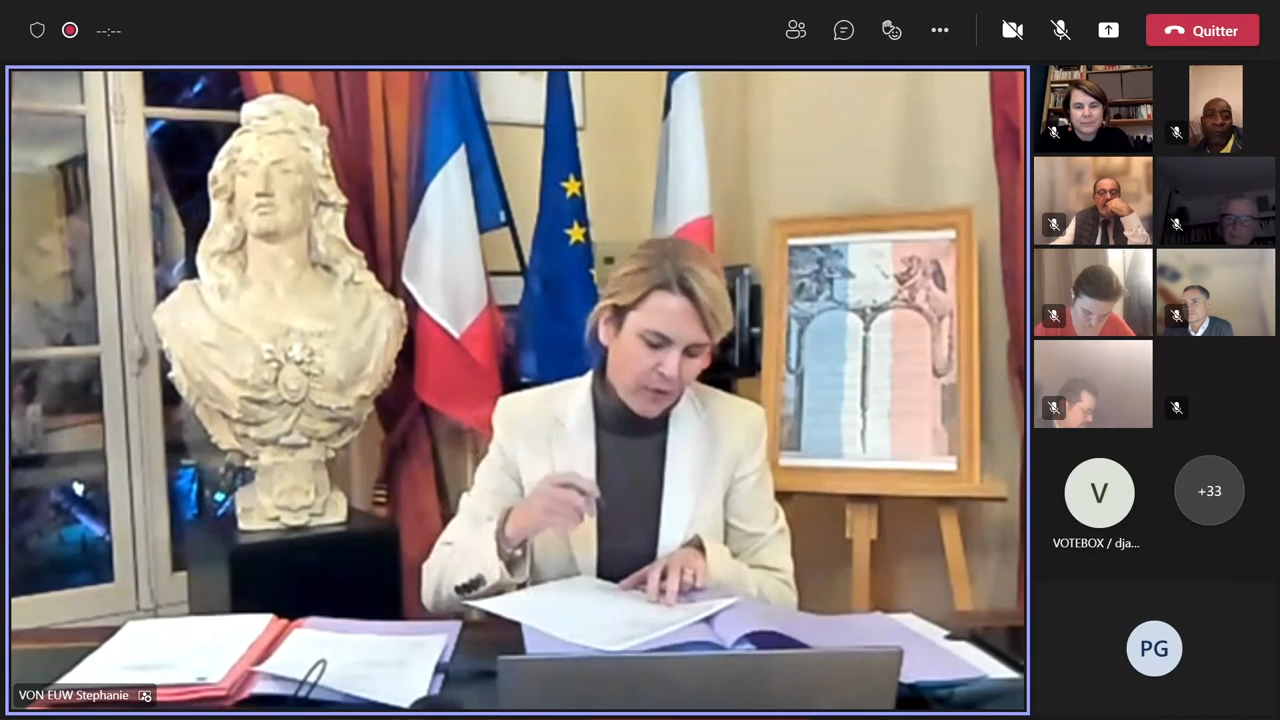 --:--
Quitter
VON EUW Stephanie
V
+33
VOTEBOX / dja...
PG